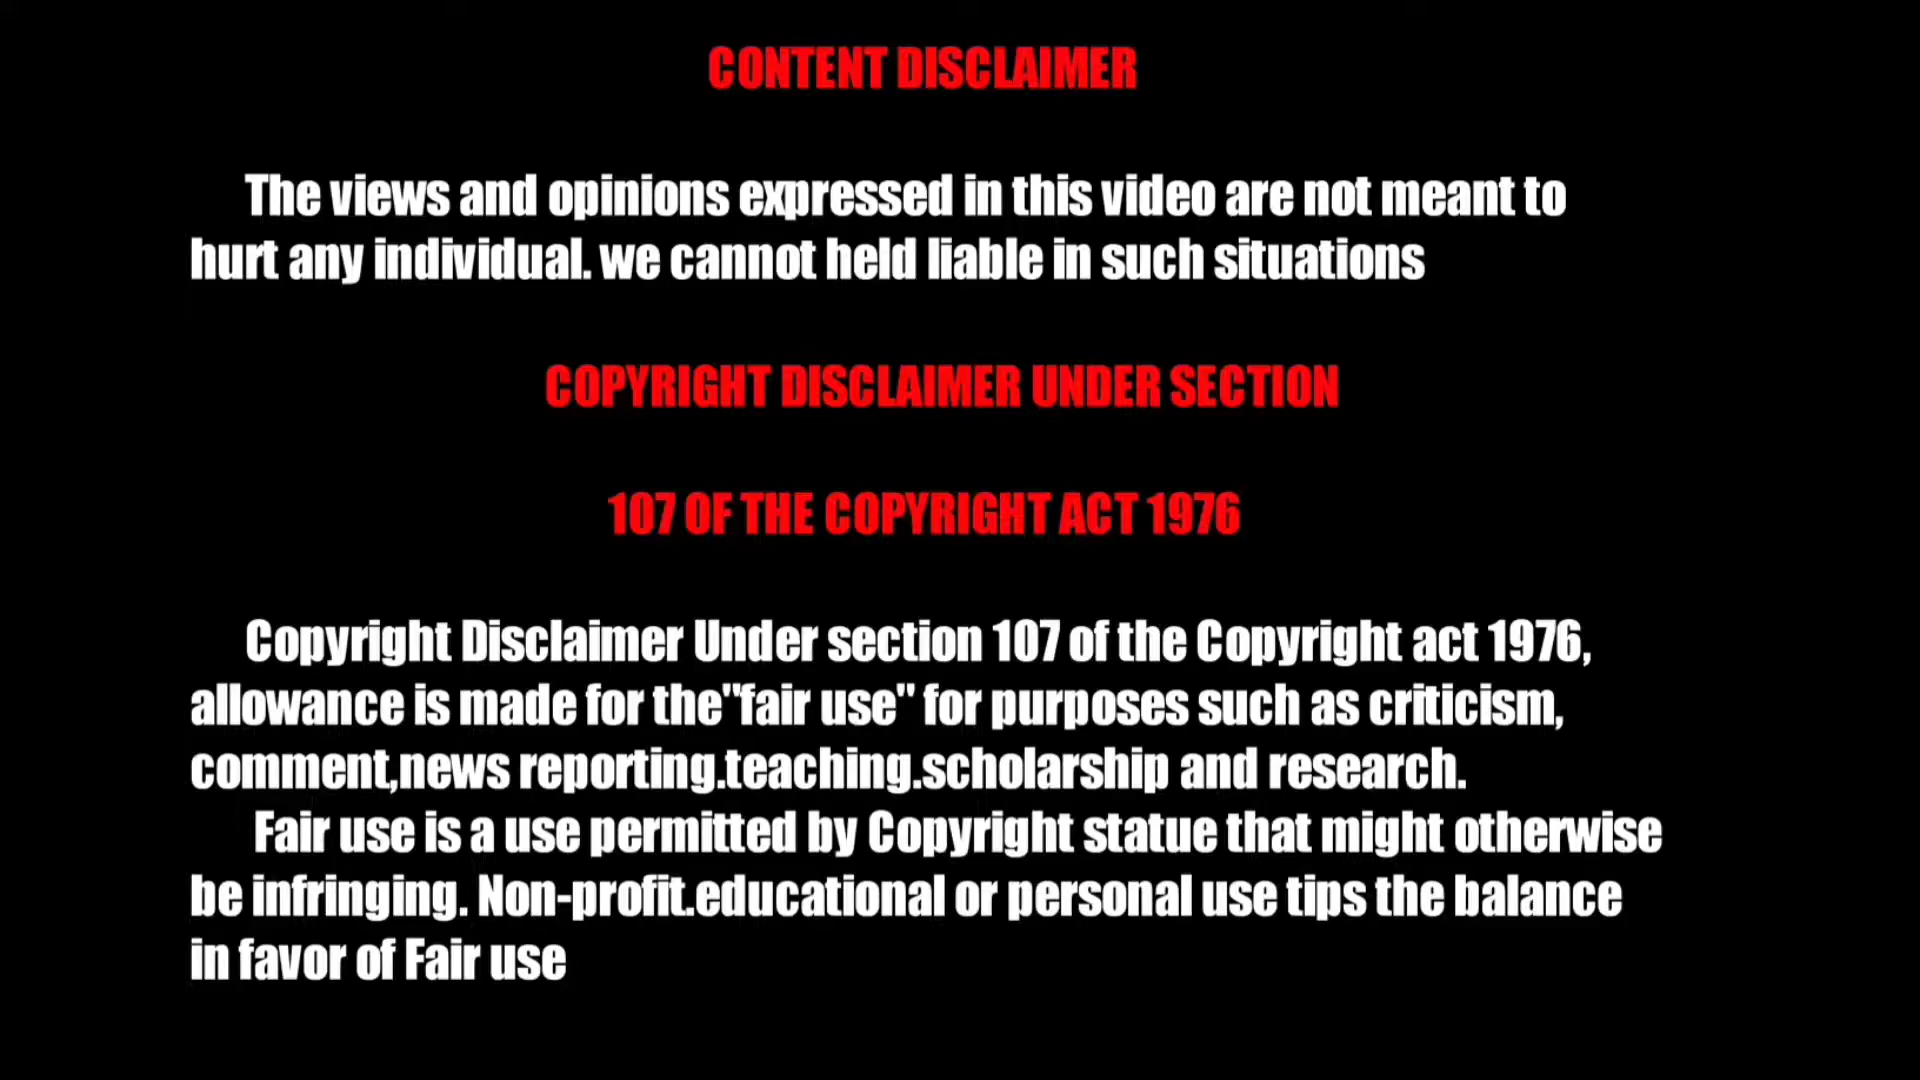 CONTENT DISCLAIMER
The views and opinions expressed in this video are not meant to
hurt any individual. we cannot held liable in such situations
COPYRIGHT DISCLAIMER UNDER SECTION
107 OF THE COPYRIGHT ACT 1976
Copyright Disclaimer Under section 107 of the Copyright act 1976,
allowance is made for the"fair use" for purposes such as criticism,
comment,news reporting.teaching.scholarship and research.
Fair use is a use permitted by Copyright statue that might otherwise
be infringing. Non-profit.educational or personal use tips the balance
in favor of Fair use